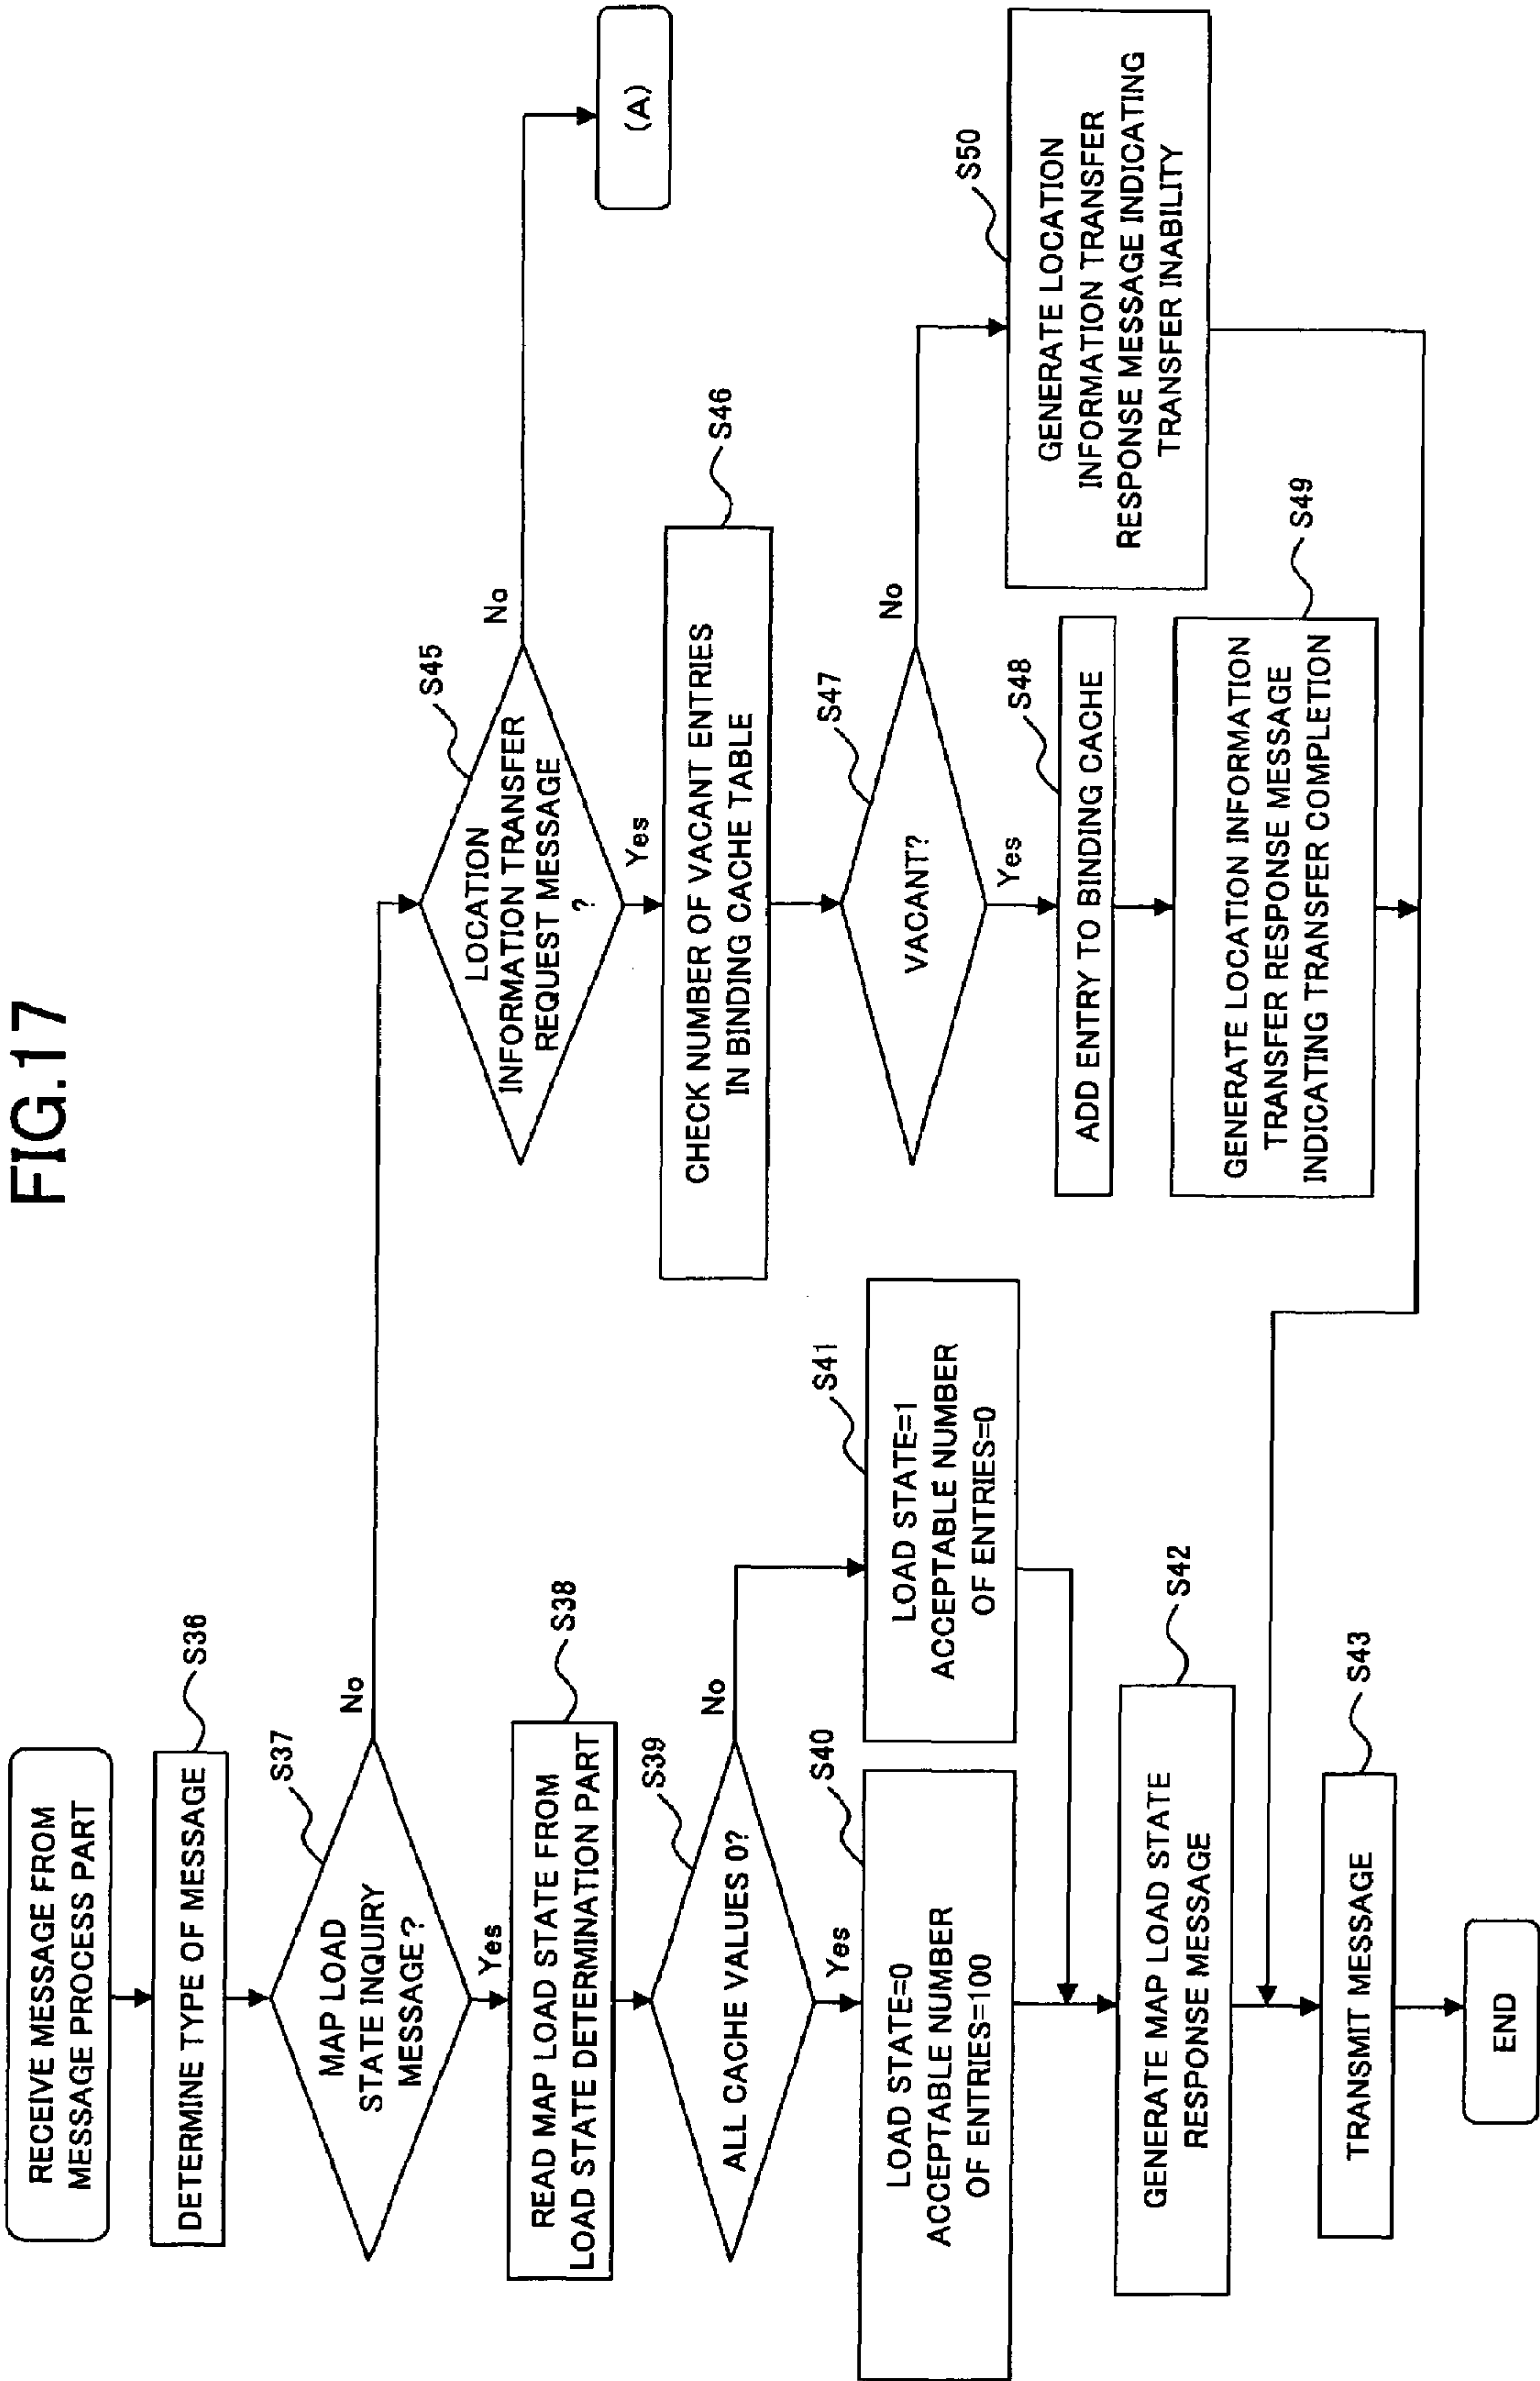 FIG.17
RECEIVE MESSAGE FROM
MESSAGE PROCESS PART
S36
DETERMINE TYPE OF MESSAGE
S37
MAP LOAD
STATE INQUIRY
MESSAGE?
No
Yes
S38
READ MAP LOAD STATE FROM
LOAD STATE DETERMINATION PART
S39
ALL CACHE VALUES 0?
No
Yes
S40
LOAD STATE=0
ACCEPTABLE NUMBER
OF ENTRIES=100
S41
LOAD STATE=1
ACCEPTABLE NUMBER
OF ENTRIES=0
S42
GENERATE MAP LOAD STATE
RESPONSE MESSAGE
S43
TRANSMIT MESSAGE
END
S45
LOCATION
INFORMATION TRANSFER
REQUEST MESSAGE
?
No
(A)
Yes
S46
CHECK NUMBER OF VACANT ENTRIES
IN BINDING CACHE TABLE
S47
VACANT?
No
Yes
S48
ADD ENTRY TO BINDING CACHE
S49
GENERATE LOCATION INFORMATION
TRANSFER RESPONSE MESSAGE
INDICATING TRANSFER COMPLETION
S50
GENERATE LOCATION
INFORMATION TRANSFER
RESPONSE MESSAGE INDICATING
TRANSFER INABILITY